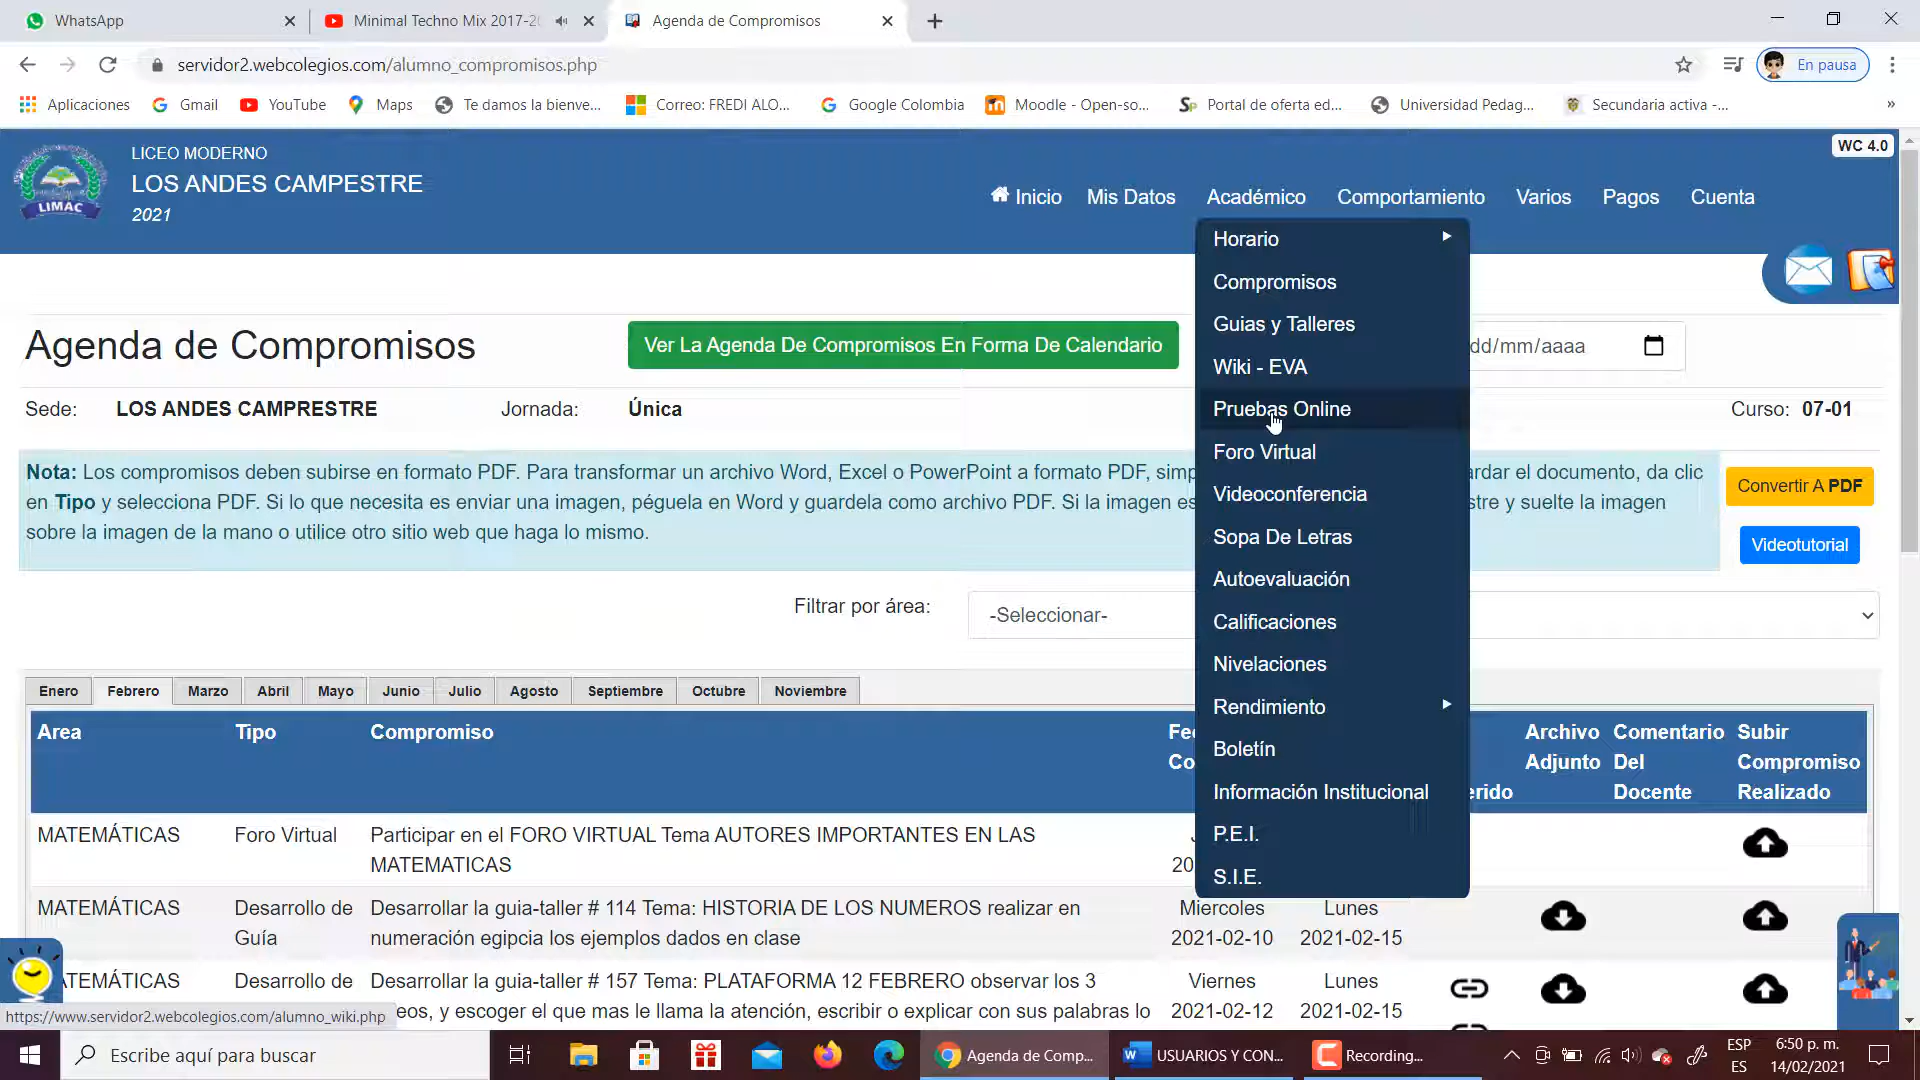 WhatsApp
Minimal Techno Mix 2017-20
Agenda de Compromisos
servidor2.webcolegios.com/alumno_compromisos.php
En pausa
Aplicaciones Gmail YouTube Maps Te damos la bienve... Correo: FREDI ALO... Google Colombia Moodle - Open-so... Portal de oferta ed... Universidad Pedag... Secundaria activa -... »
WC 4.0
LICEO MODERNO
LOS ANDES CAMPESTRE
2021
LIMAC
Inicio Mis Datos Académico Comportamiento Varios Pagos Cuenta
Horario
Compromisos
Guias y Talleres
Wiki - EVA
Pruebas Online
Foro Virtual
Videoconferencia
Sopa De Letras
Autoevaluación
Calificaciones
Nivelaciones
Rendimiento
Boletín
Información Institucional
P.E.I.
S.I.E.
Agenda de Compromisos
Ver La Agenda De Compromisos En Forma De Calendario
dd/mm/aaaa
Sede: LOS ANDES CAMPRESTRE Jornada: Única Curso: 07-01
Nota: Los compromisos deben subirse en formato PDF. Para transformar un archivo Word, Excel o PowerPoint a formato PDF, simp rdar el documento, da clic
en Tipo y selecciona PDF. Si lo que necesita es enviar una imagen, péguela en Word y guardela como archivo PDF. Si la imagen es stre y suelte la imagen
sobre la imagen de la mano o utilice otro sitio web que haga lo mismo.
Convertir A PDF
Videotutorial
Filtrar por área: -Seleccionar-
Enero Febrero Marzo Abril Mayo Junio Julio Agosto Septiembre Octubre Noviembre
Area Tipo Compromiso Fec Archivo Comentario Subir
Co Adjunto Del Compromiso
erido Docente Realizado
MATEMÁTICAS Foro Virtual Participar en el FORO VIRTUAL Tema AUTORES IMPORTANTES EN LAS J
MATEMATICAS 20
MATEMÁTICAS Desarrollo de Desarrollar la guia-taller # 114 Tema: HISTORIA DE LOS NUMEROS realizar en Miercoles Lunes
Guía numeración egipcia los ejemplos dados en clase 2021-02-10 2021-02-15
ATEMÁTICAS Desarrollo de Desarrollar la guia-taller # 157 Tema: PLATAFORMA 12 FEBRERO observar los 3 Viernes Lunes
eos, y escoger el que mas le llama la atención, escribir o explicar con sus palabras lo 2021-02-12 2021-02-15
https://www.servidor2.webcolegios.com/alumno_wiki.php
Escribe aquí para buscar
Agenda de Comp...
USUARIOS Y CON...
Recording...
ESP
ES
6:50 p. m.
14/02/2021